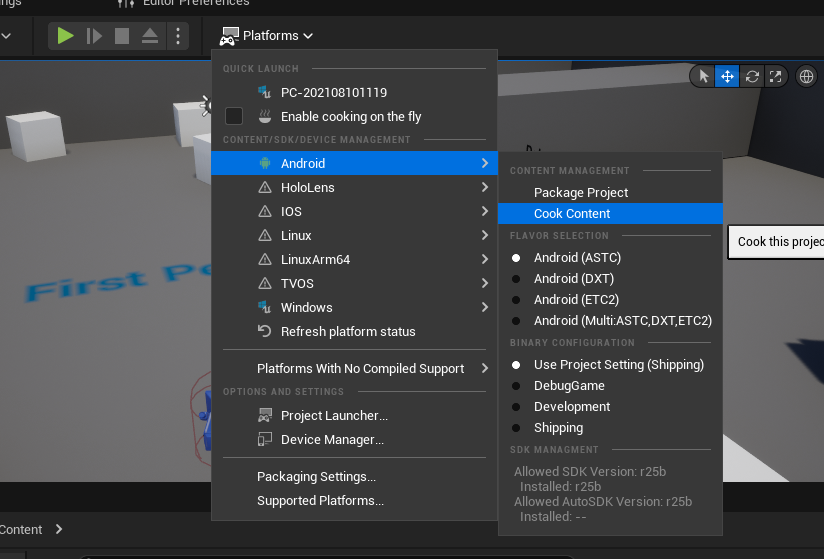 ngs
Editor Preferences
Platforms
QUICK LAUNCH
PC-202108101119
Enable cooking on the fly
CONTENT/SDK/DEVICE MANAGEMENT
Android
HoloLens
IOS
Linux
LinuxArm64
TVOS
Windows
Refresh platform status
Platforms With No Compiled Support
OPTIONS AND SETTINGS
Project Launcher...
Device Manager...
Packaging Settings...
Supported Platforms...
CONTENT MANAGEMENT
Package Project
Cook Content
FLAVOR SELECTION
Android (ASTC)
Android (DXT)
Android (ETC2)
Android (Multi:ASTC,DXT,ETC2)
BINARY CONFIGURATION
Use Project Setting (Shipping)
DebugGame
Development
Shipping
SDK MANAGMENT
Allowed SDK Version: r25b
Installed: r25b
Allowed AutoSDK Version: r25b
Installed: --
Cook this projec
First Pe
Content